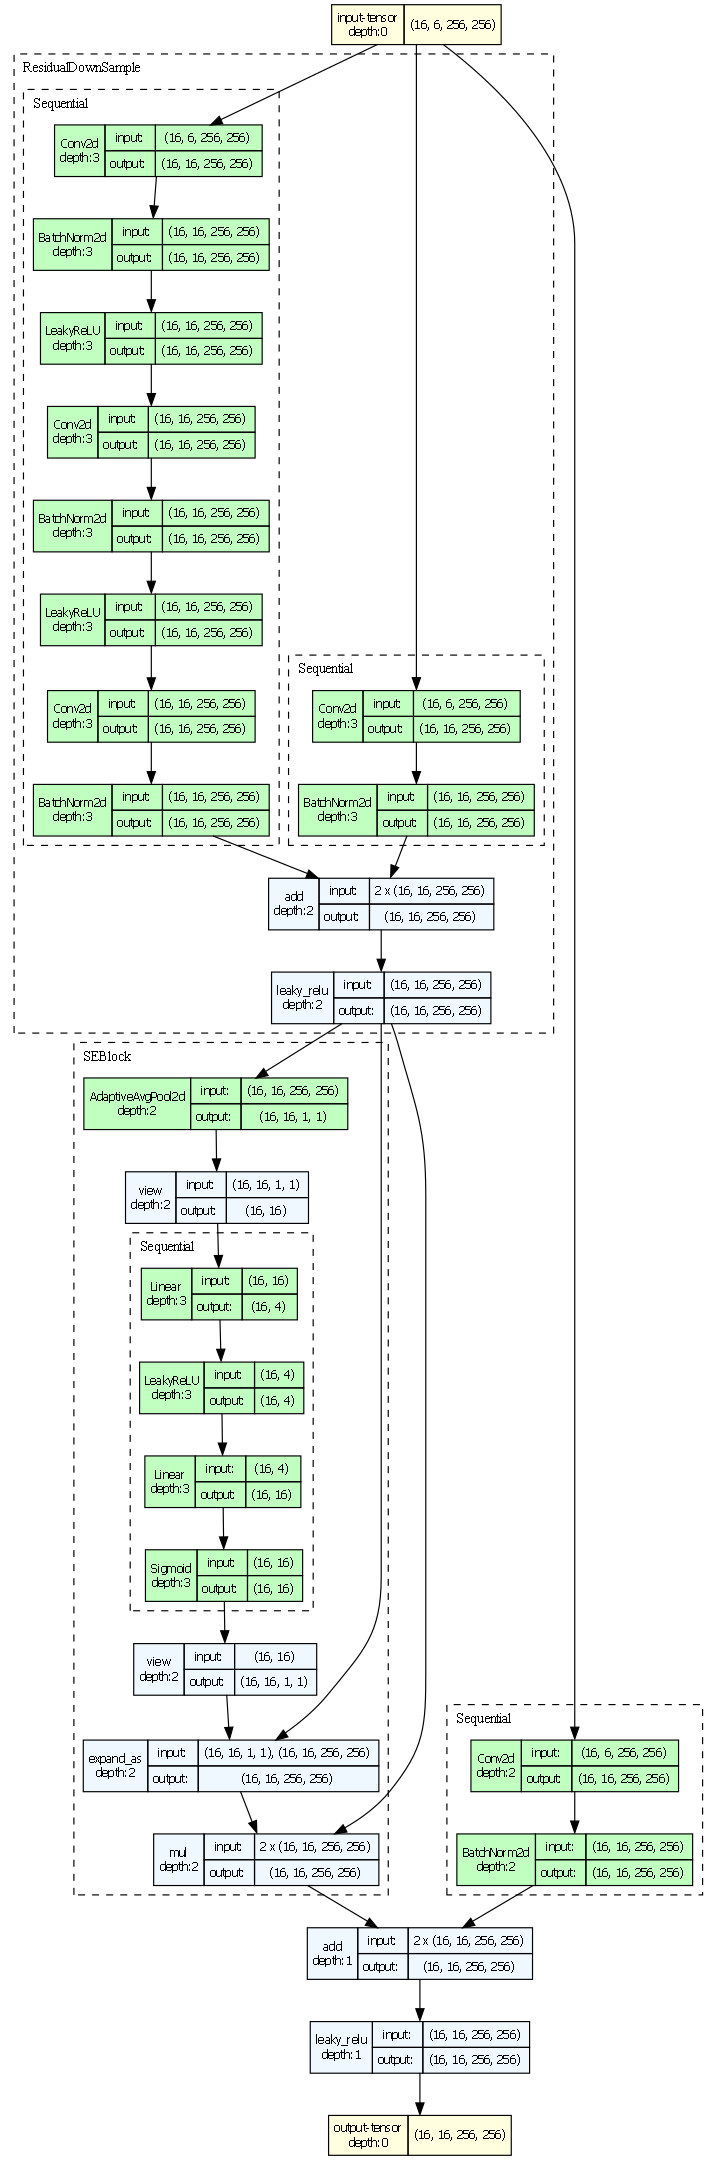 input-tensor
depth:0
(16, 6, 256, 256)
ResidualDownSample
Sequential
Conv2d
depth:3
input:
(16, 6, 256, 256)
output:
(16, 16, 256, 256)
BatchNorm2d
depth:3
input:
(16, 16, 256, 256)
output:
(16, 16, 256, 256)
LeakyReLU
depth:3
input:
(16, 16, 256, 256)
output:
(16, 16, 256, 256)
Conv2d
depth:3
input:
(16, 16, 256, 256)
output:
(16, 16, 256, 256)
BatchNorm2d
depth:3
input:
(16, 16, 256, 256)
output:
(16, 16, 256, 256)
LeakyReLU
depth:3
input:
(16, 16, 256, 256)
output:
(16, 16, 256, 256)
Conv2d
depth:3
input:
(16, 16, 256, 256)
output:
(16, 16, 256, 256)
BatchNorm2d
depth:3
input:
(16, 16, 256, 256)
output:
(16, 16, 256, 256)
Sequential
Conv2d
depth:3
input:
(16, 6, 256, 256)
output:
(16, 16, 256, 256)
BatchNorm2d
depth:3
input:
(16, 16, 256, 256)
output:
(16, 16, 256, 256)
add
depth:2
input:
2 x (16, 16, 256, 256)
output:
(16, 16, 256, 256)
leaky_relu
depth:2
input:
(16, 16, 256, 256)
output:
(16, 16, 256, 256)
SEBlock
AdaptiveAvgPool2d
depth:2
input:
(16, 16, 256, 256)
output:
(16, 16, 1, 1)
view
depth:2
input:
(16, 16, 1, 1)
output:
(16, 16)
Sequential
Linear
depth:3
input:
(16, 16)
output:
(16, 4)
LeakyReLU
depth:3
input:
(16, 4)
output:
(16, 4)
Linear
depth:3
input:
(16, 4)
output:
(16, 16)
Sigmoid
depth:3
input:
(16, 16)
output:
(16, 16)
view
depth:2
input:
(16, 16)
output:
(16, 16, 1, 1)
expand_as
depth:2
input:
(16, 16, 1, 1), (16, 16, 256, 256)
output:
(16, 16, 256, 256)
mul
depth:2
input:
2 x (16, 16, 256, 256)
output:
(16, 16, 256, 256)
Sequential
Conv2d
depth:2
input:
(16, 6, 256, 256)
output:
(16, 16, 256, 256)
BatchNorm2d
depth:2
input:
(16, 16, 256, 256)
output:
(16, 16, 256, 256)
add
depth:1
input:
2 x (16, 16, 256, 256)
output:
(16, 16, 256, 256)
leaky_relu
depth:1
input:
(16, 16, 256, 256)
output:
(16, 16, 256, 256)
output-tensor
depth:0
(16, 16, 256, 256)